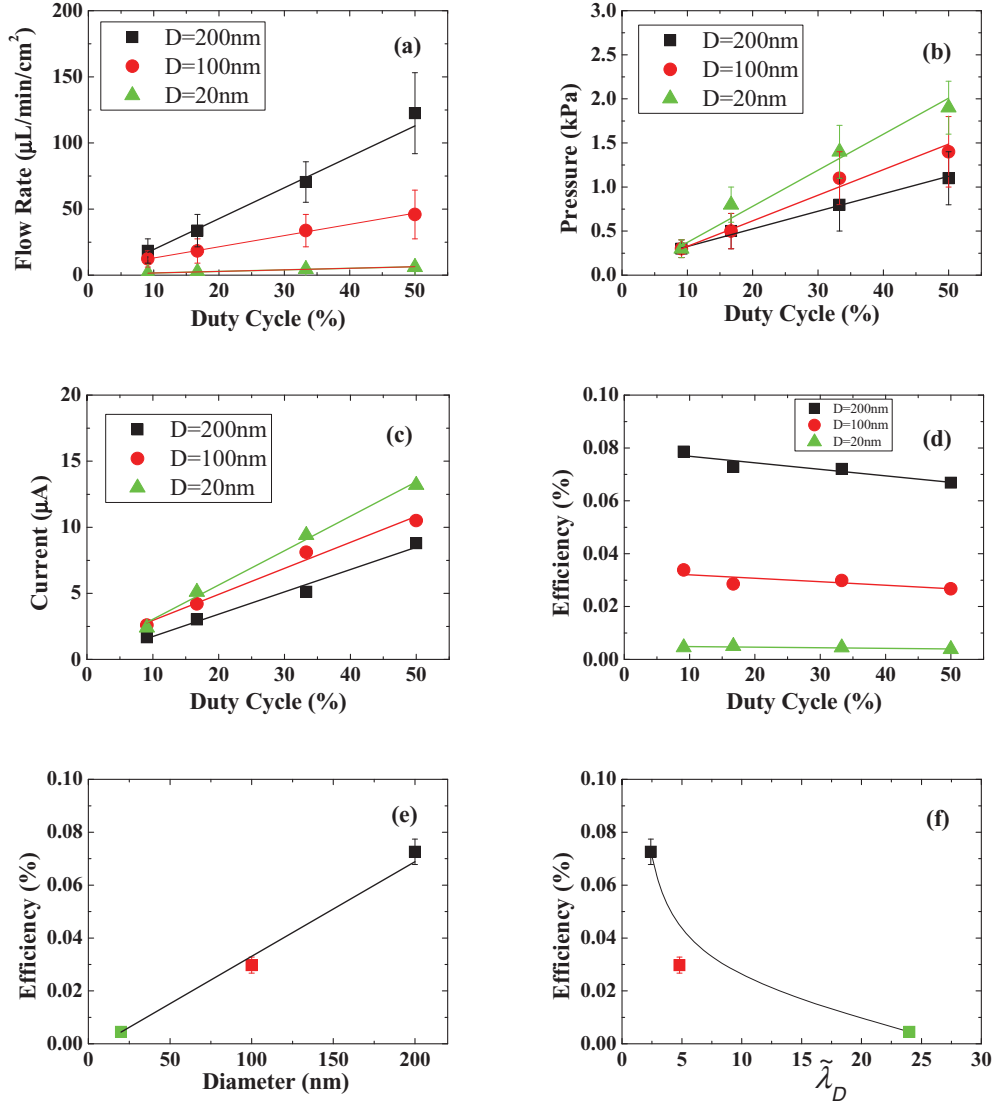 200
150
100
50
0
Flow Rate (μL/min/cm²)
D=200nm
D=100nm
D=20nm
(a)
0 10 20 30 40 50
Duty Cycle (%)
3.0
2.5
2.0
1.5
1.0
0.5
0.0
Pressure (kPa)
D=200nm
D=100nm
D=20nm
(b)
0 10 20 30 40 50
Duty Cycle (%)
20
15
10
5
0
Current (μA)
D=200nm
D=100nm
D=20nm
(c)
0 10 20 30 40 50
Duty Cycle (%)
0.10
0.08
0.06
0.04
0.02
0.00
Efficiency (%)
D=200nm
D=100nm
D=20nm
(d)
0 10 20 30 40 50
Duty Cycle (%)
0.10
0.08
0.06
0.04
0.02
0.00
Efficiency (%)
(e)
0 50 100 150 200
Diameter (nm)
0.10
0.08
0.06
0.04
0.02
0.00
Efficiency (%)
(f)
0 5 10 15 20 25 30
λ̃_D